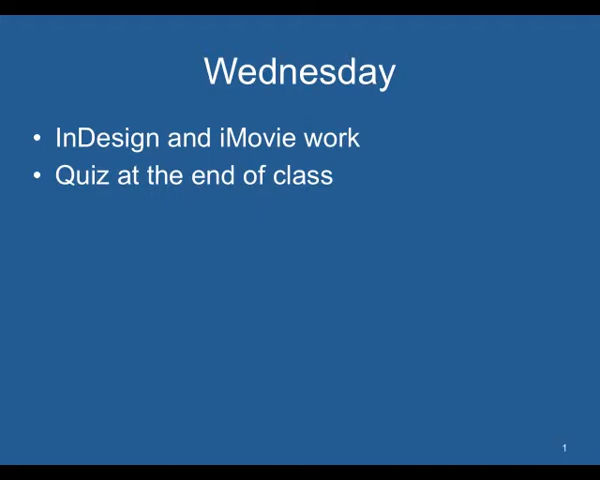 Wednesday
• InDesign and iMovie work
• Quiz at the end of class
1